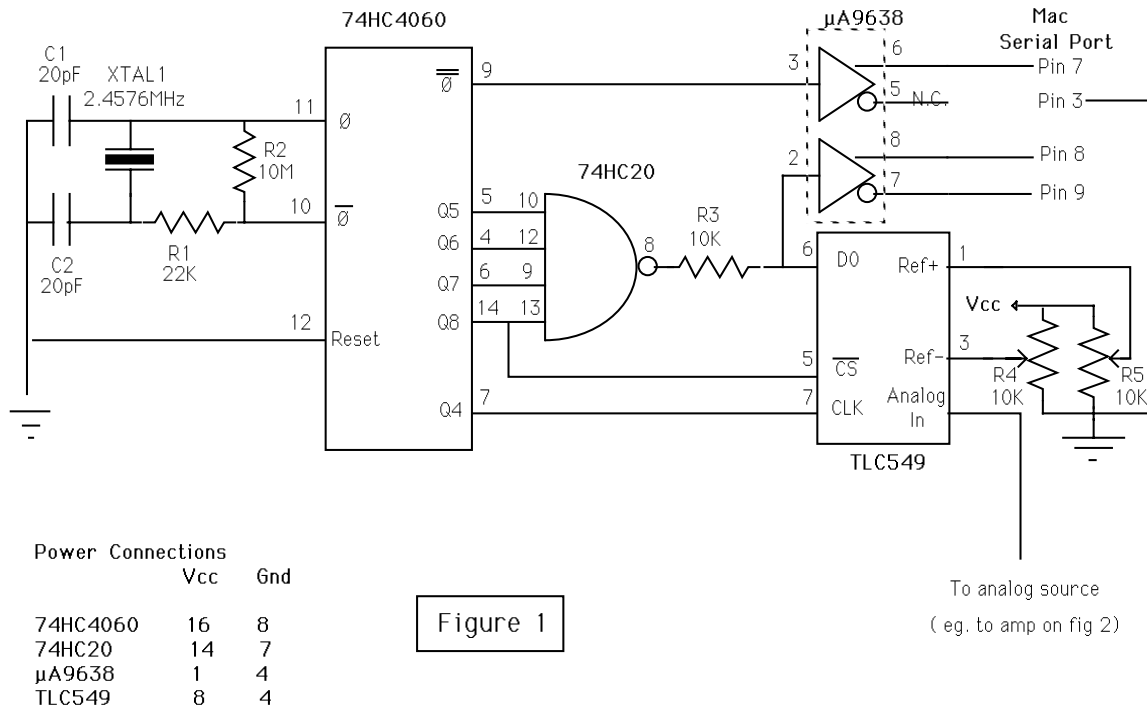 74HC4060
µA9638
Mac
Serial Port
C1
20pF
XTAL1
2.4576MHz
11
Ø
9
Ø
3
6
Pin 7
5
N.C.
Pin 3
R2
10M
74HC20
2
8
Pin 8
7
Pin 9
10
Ø
C2
20pF
R1
22K
Q5
5
10
Q6
4
12
Q7
6
9
Q8
14
13
8
R3
10K
6
DO
Ref+
1
Vcc
12
Reset
5
CS
Ref-
3
R4
10K
R5
10K
Q4
7
7
CLK
Analog
In
TLC549
Power Connections
Vcc Gnd
74HC4060 16 8
74HC20 14 7
µA9638 1 4
TLC549 8 4
Figure 1
To analog source
( eg. to amp on fig 2)